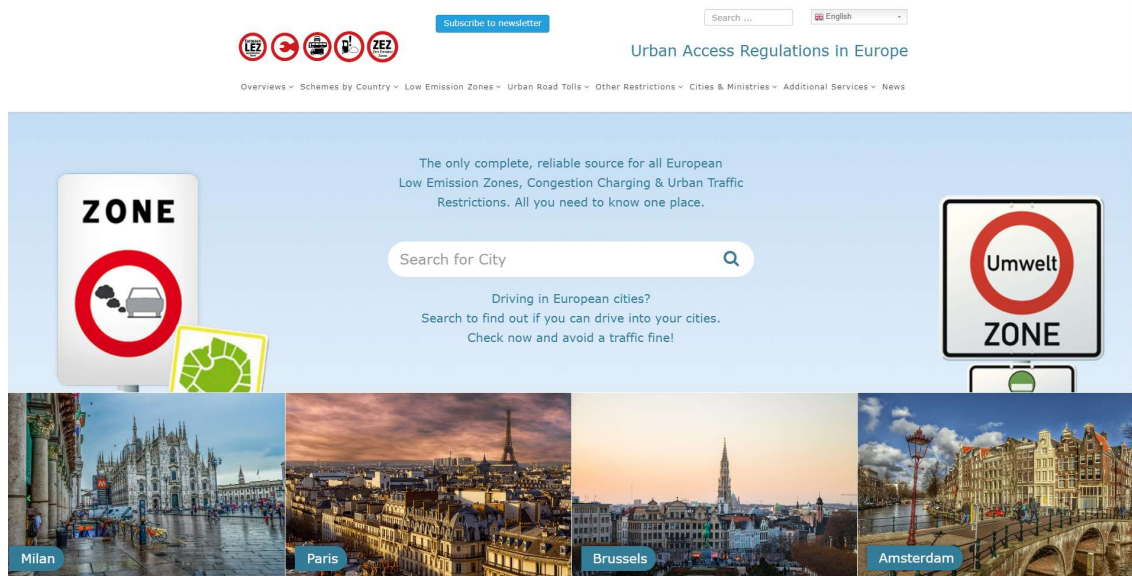 Subscribe to newsletter
Search ...
English
LEZ
ZEZ
Urban Access Regulations in Europe
Overviews Schemes by Country Low Emission Zones Urban Road Tolls Other Restrictions Cities & Ministries Additional Services News
The only complete, reliable source for all European
Low Emission Zones, Congestion Charging & Urban Traffic
Restrictions. All you need to know one place.
ZONE
Search for City
Umwelt
ZONE
Driving in European cities?
Search to find out if you can drive into your cities.
Check now and avoid a traffic fine!
Milan
Paris
Brussels
Amsterdam